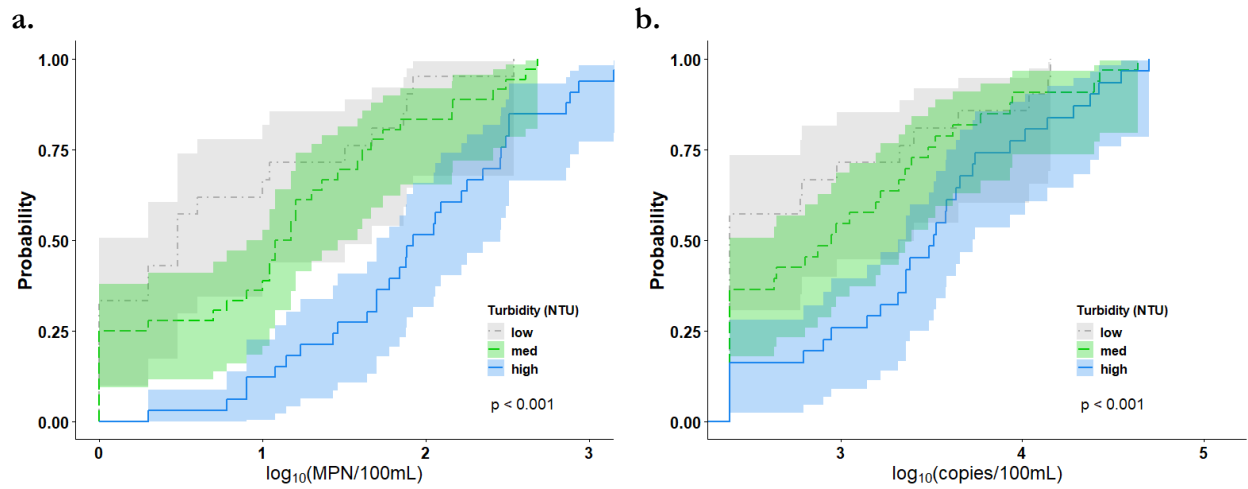 a.
1.00
0.75
0.50
0.25
0.00
Probability
Turbidity (NTU)
low
med
high
p < 0.001
0 1 2 3
log₁₀(MPN/100mL)
b.
1.00
0.75
0.50
0.25
0.00
Probability
Turbidity (NTU)
low
med
high
p < 0.001
3 4 5
log₁₀(copies/100mL)